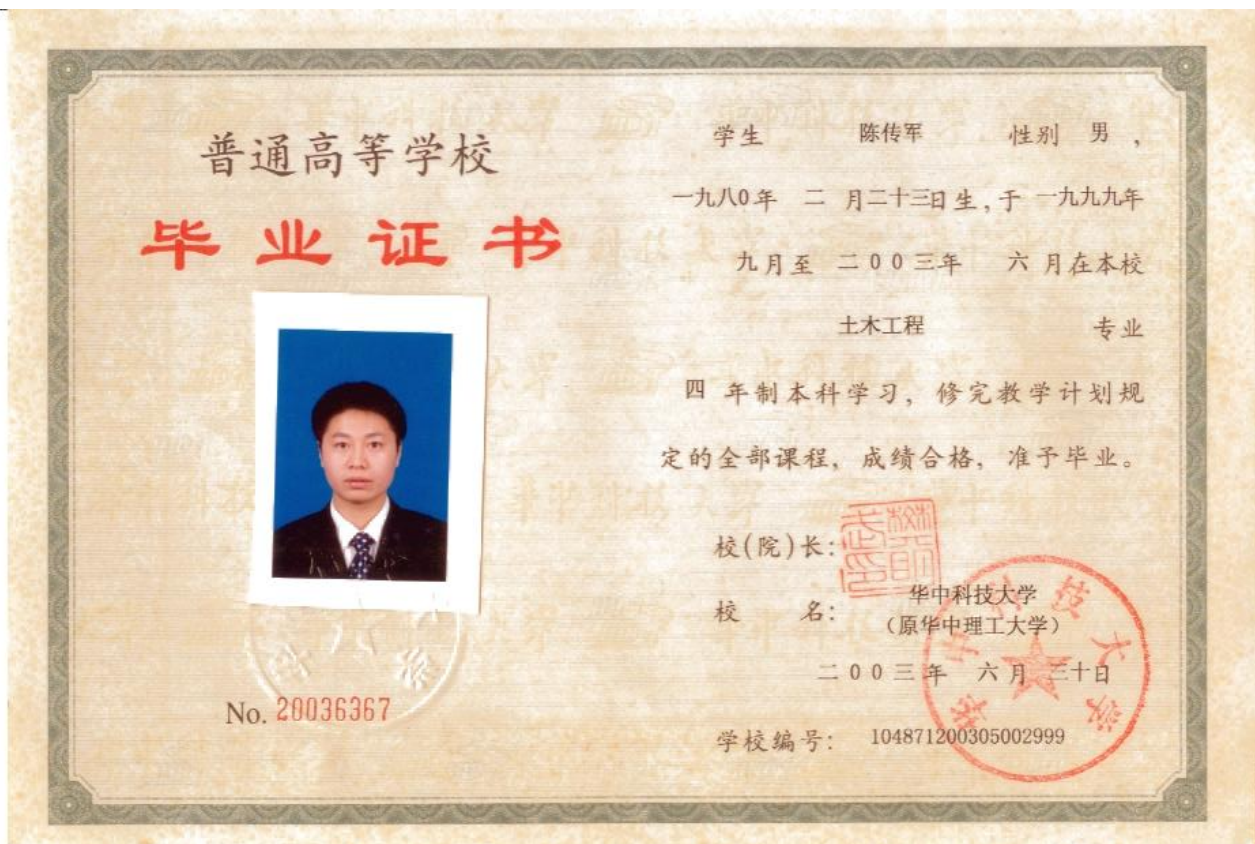 普通高等学校
毕业证书
No. 20036367
学生 陈传军 性别 男,
一九八0年 二 月二十三日生,于 一九九九年
九月至 二00三年 六 月在本校
土木工程 专业
四 年制本科学习, 修完教学计划规
定的全部课程, 成绩合格, 准予毕业。
校(院)长:
校 名: 华中科技大学
(原华中理工大学)
二00三年 六月 三十日
学校编号: 104871200305002999
华中科技大学